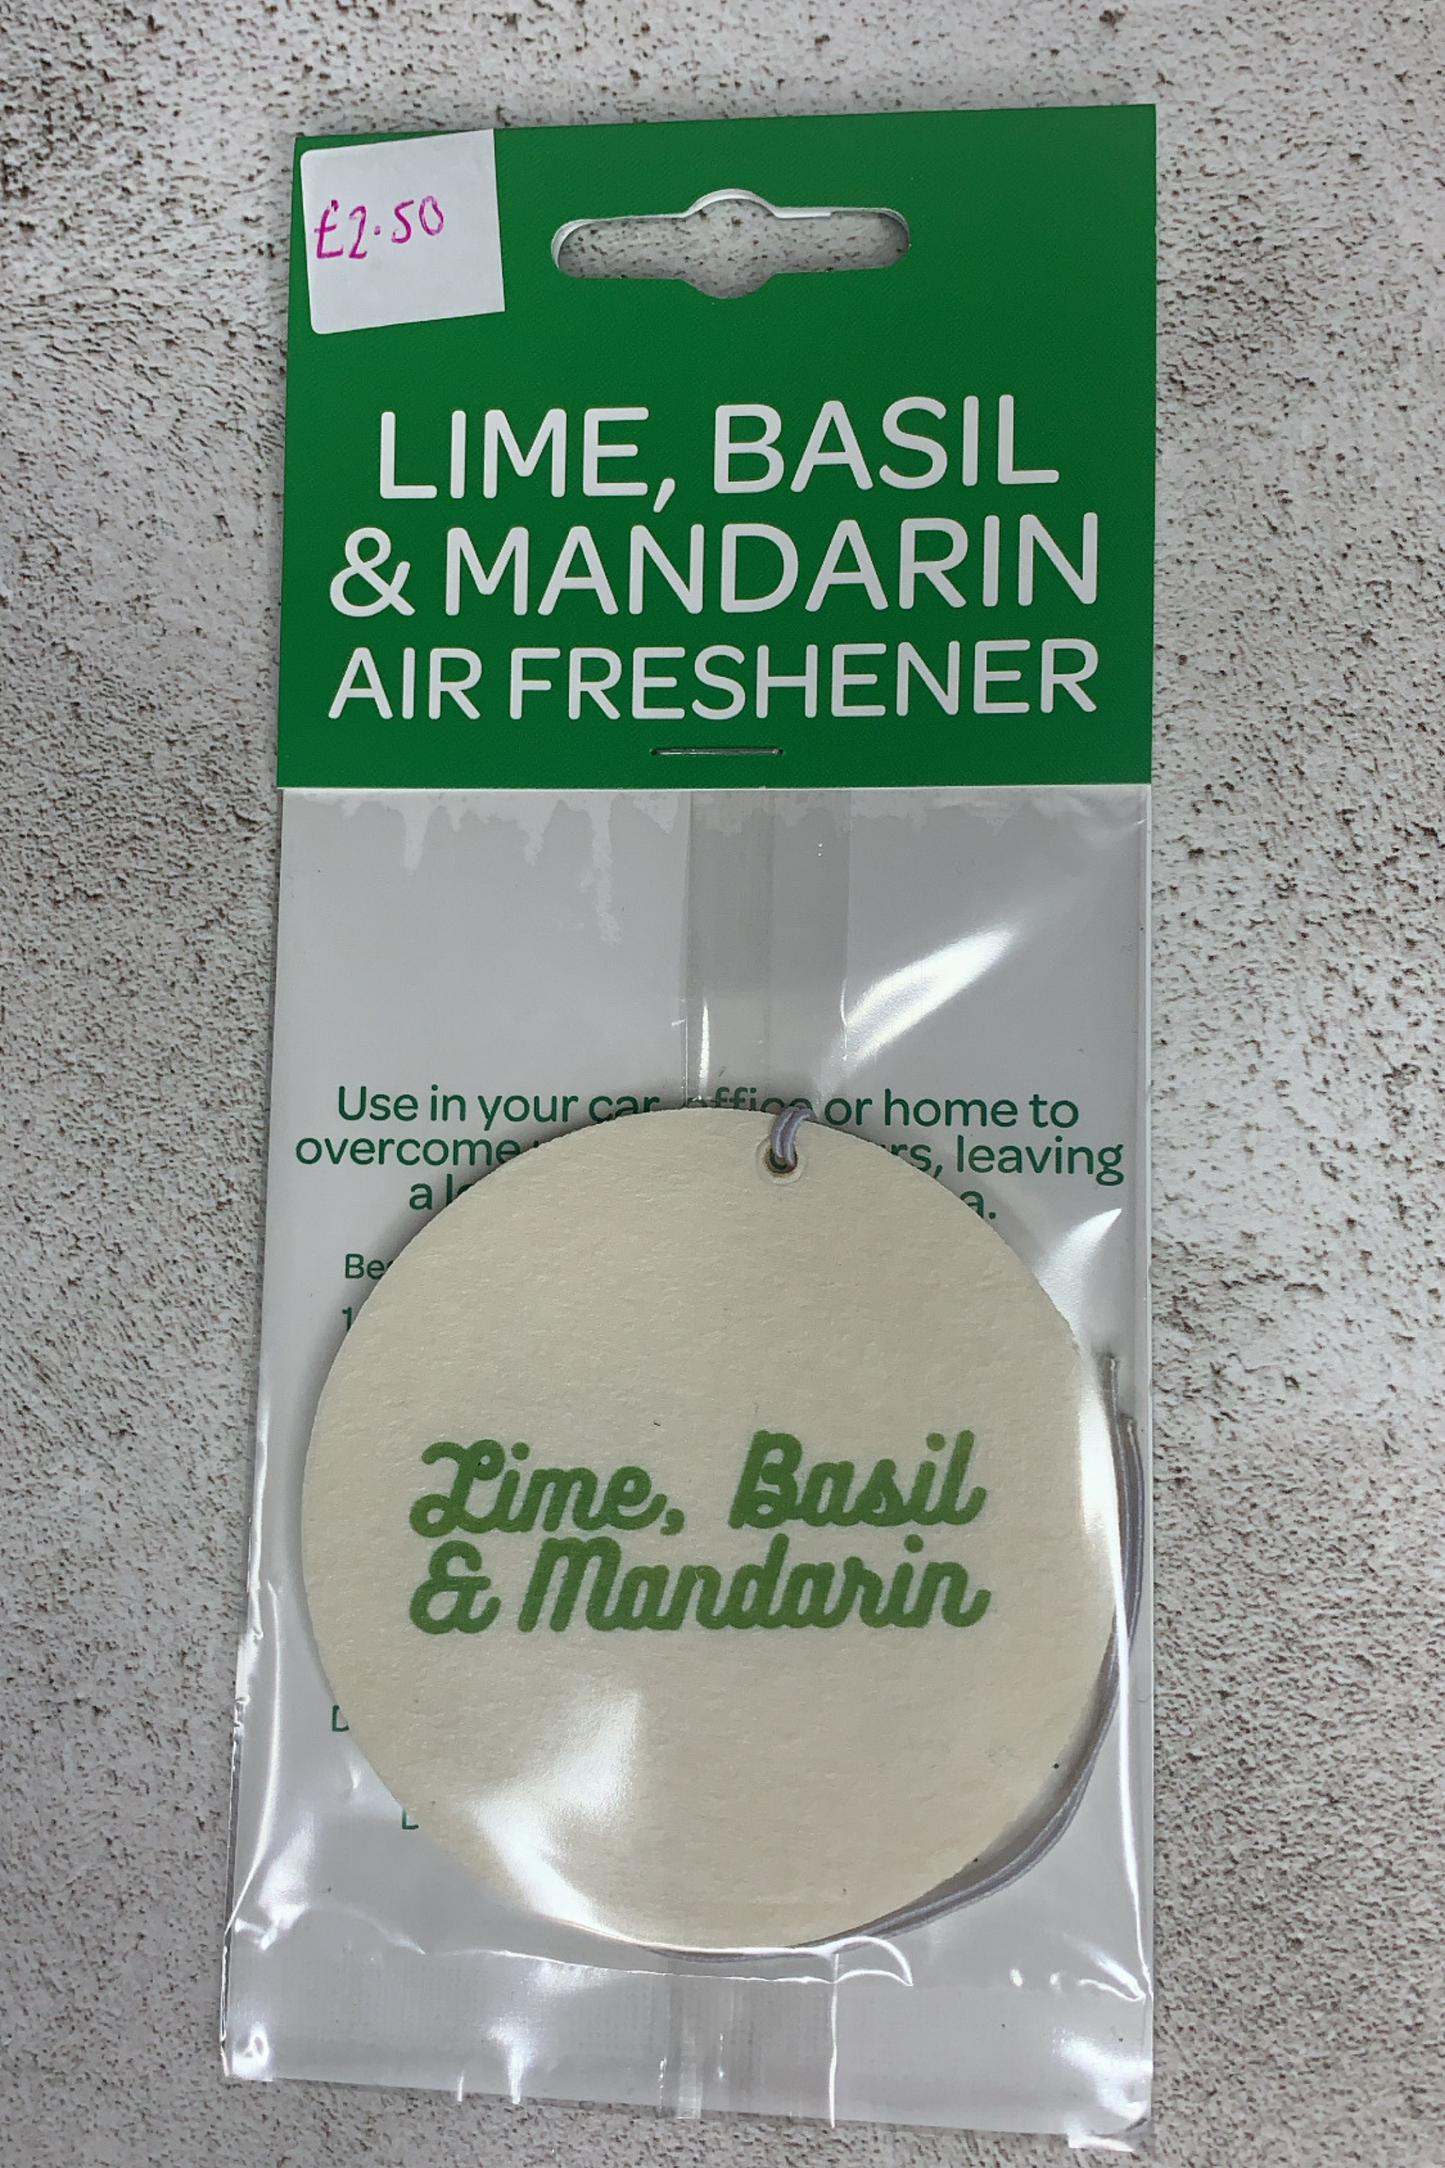 £2.50
LIME, BASIL
& MANDARIN
AIR FRESHENER
Use in your car, office or home to
overcome leaving
a
Lime, Basil
& Mandarin